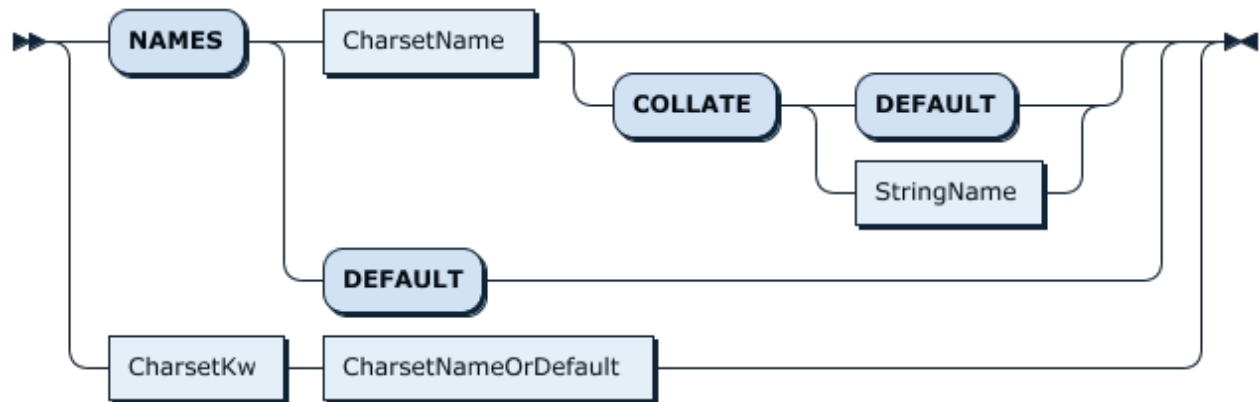 NAMES CharsetName
COLLATE DEFAULT
StringName
DEFAULT
CharsetKw CharsetNameOrDefault